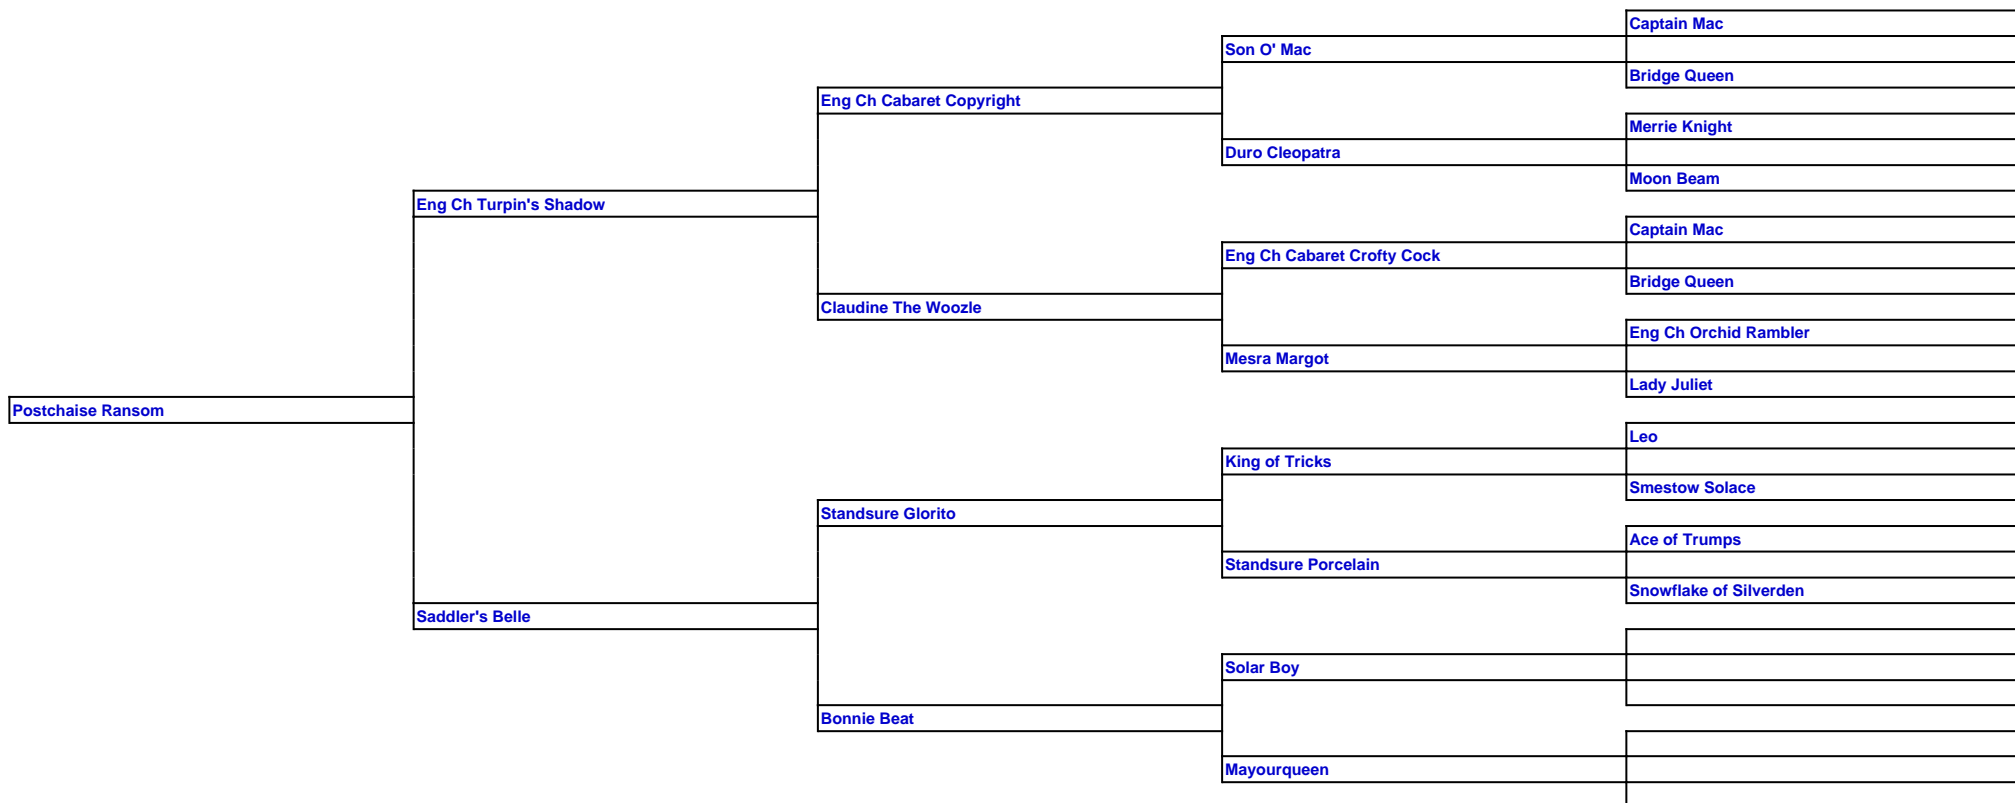 Captain Mac
Son O' Mac
Bridge Queen
Eng Ch Cabaret Copyright
Merrie Knight
Duro Cleopatra
Moon Beam
Eng Ch Turpin's Shadow
Captain Mac
Eng Ch Cabaret Crofty Cock
Bridge Queen
Claudine The Woozle
Eng Ch Orchid Rambler
Mesra Margot
Lady Juliet
Postchaise Ransom
Leo
King of Tricks
Smestow Solace
Standsure Glorito
Ace of Trumps
Standsure Porcelain
Snowflake of Silverden
Saddler's Belle
Solar Boy
Bonnie Beat
Mayourqueen